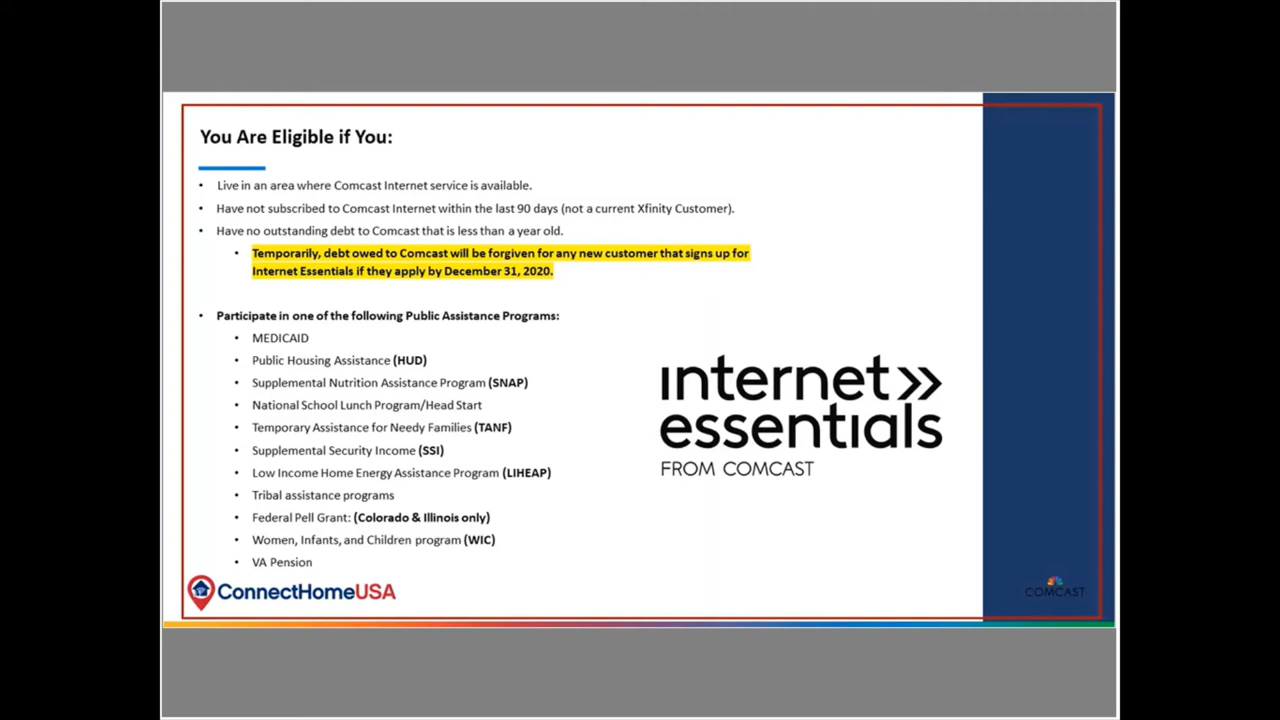 You Are Eligible if You:
• Live in an area where Comcast Internet service is available.
• Have not subscribed to Comcast Internet within the last 90 days (not a current Xfinity Customer).
• Have no outstanding debt to Comcast that is less than a year old.
• Temporarily, debt owed to Comcast will be forgiven for any new customer that signs up for
Internet Essentials if they apply by December 31, 2020.
• Participate in one of the following Public Assistance Programs:
• MEDICAID
• Public Housing Assistance (HUD)
• Supplemental Nutrition Assistance Program (SNAP)
• National School Lunch Program/Head Start
• Temporary Assistance for Needy Families (TANF)
• Supplemental Security Income (SSI)
• Low Income Home Energy Assistance Program (LIHEAP)
• Tribal assistance programs
• Federal Pell Grant: (Colorado & Illinois only)
• Women, Infants, and Children program (WIC)
• VA Pension
internet
essentials
FROM COMCAST
ConnectHomeUSA
COMCAST